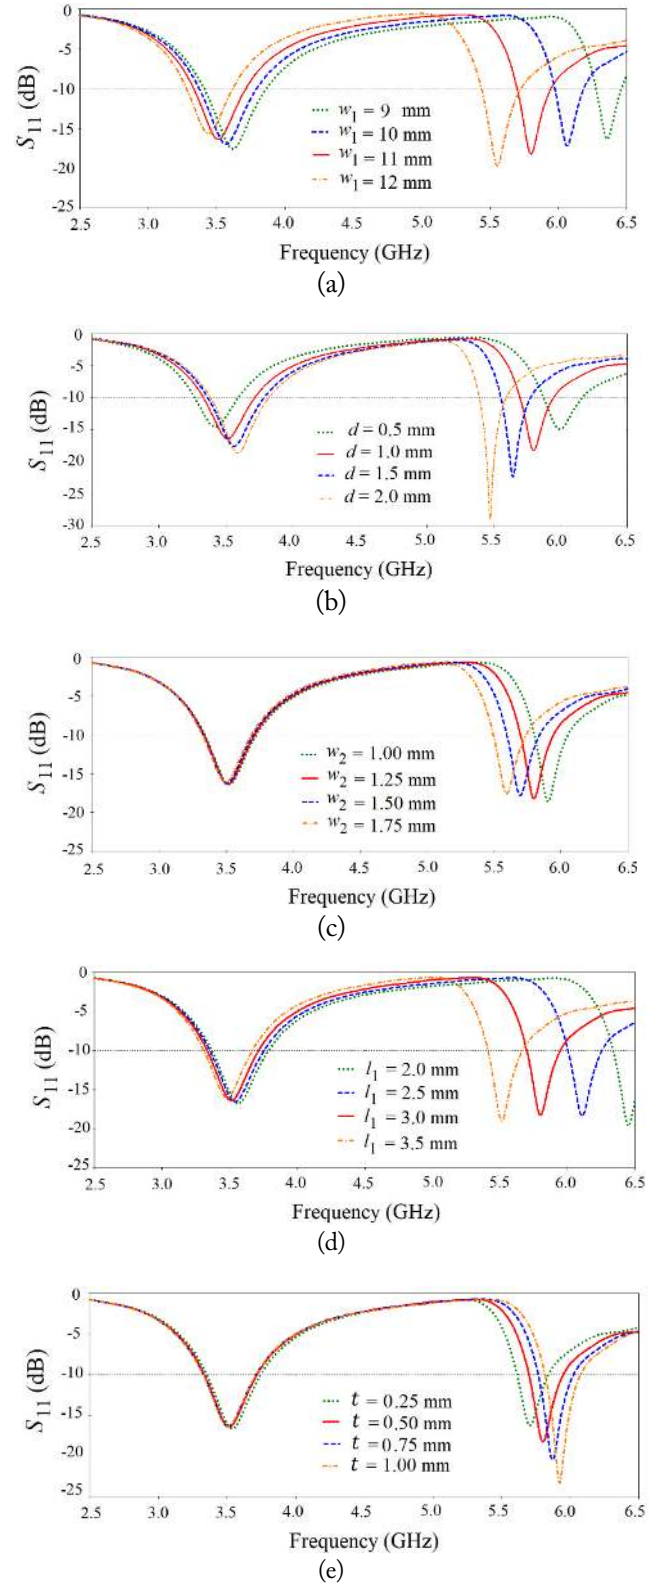 0
-5
-10
-15
-20
-25
S11 (dB)
w1 = 9 mm
w1 = 10 mm
w1 = 11 mm
w1 = 12 mm
2.5 3.0 3.5 4.0 4.5 5.0 5.5 6.0 6.5
Frequency (GHz)
(a)
0
-5
-10
-15
-20
-25
-30
S11 (dB)
d = 0.5 mm
d = 1.0 mm
d = 1.5 mm
d = 2.0 mm
2.5 3.0 3.5 4.0 4.5 5.0 5.5 6.0 6.5
Frequency (GHz)
(b)
0
-5
-10
-15
-20
-25
S11 (dB)
w2 = 1.00 mm
w2 = 1.25 mm
w2 = 1.50 mm
w2 = 1.75 mm
2.5 3.0 3.5 4.0 4.5 5.0 5.5 6.0 6.5
Frequency (GHz)
(c)
0
-5
-10
-15
-20
-25
S11 (dB)
l1 = 2.0 mm
l1 = 2.5 mm
l1 = 3.0 mm
l1 = 3.5 mm
2.5 3.0 3.5 4.0 4.5 5.0 5.5 6.0 6.5
Frequency (GHz)
(d)
0
-5
-10
-15
-20
-25
S11 (dB)
t = 0.25 mm
t = 0.50 mm
t = 0.75 mm
t = 1.00 mm
2.5 3.0 3.5 4.0 4.5 5.0 5.5 6.0 6.5
Frequency (GHz)
(e)